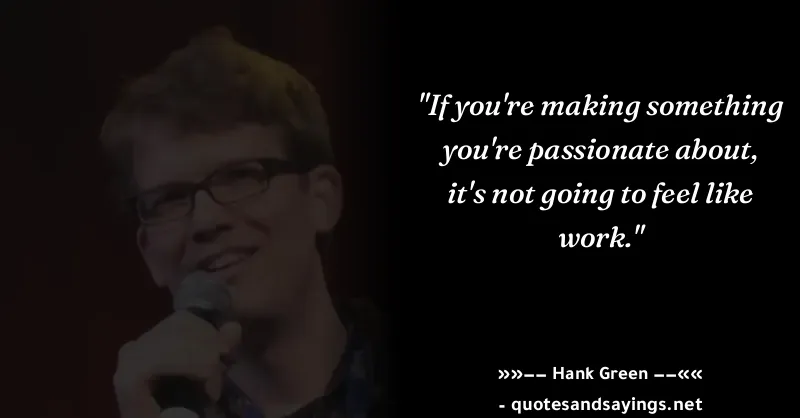 "If you're making something
you're passionate about,
it's not going to feel like
work."
»»−− Hank Green −−««
- quotesandsayings.net